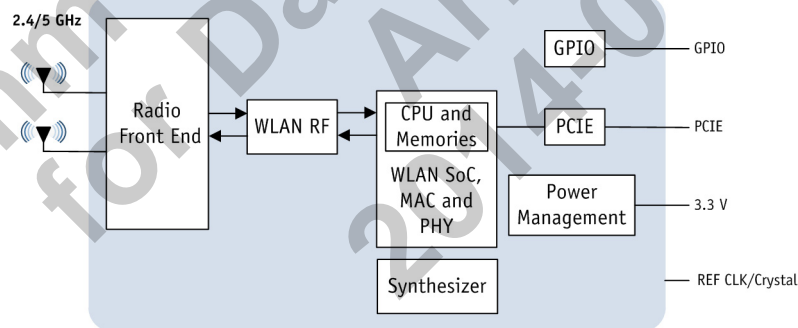 2.4/5 GHz
Radio
Front End
WLAN RF
CPU and
Memories
WLAN SoC,
MAC and
PHY
Synthesizer
GPIO
GPIO
PCIE
PCIE
Power
Management
3.3 V
REF CLK/Crystal